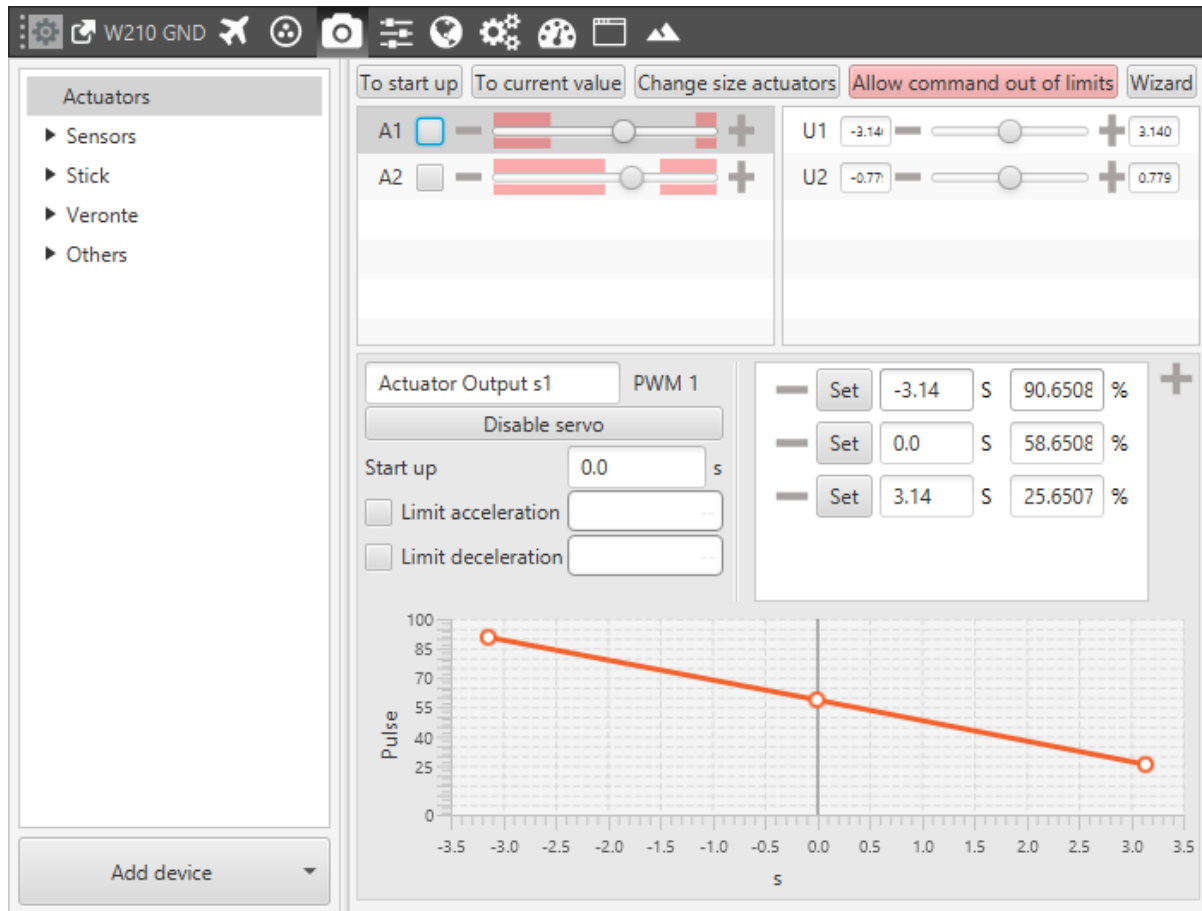 W210 GND
Actuators
Sensors
Stick
Veronte
Others
Add device
To start up To current value Change size actuators Allow command out of limits Wizard
A1
A2
U1 -3.14 3.140
U2 -0.77 0.779
Actuator Output s1 PWM 1
Disable servo
Start up 0.0 s
Limit acceleration --
Limit deceleration --
Set -3.14 S 90.6508 %
Set 0.0 S 58.6508 %
Set 3.14 S 25.6507 %
Pulse
100
85
70
55
40
25
0
-3.5 -3.0 -2.5 -2.0 -1.5 -1.0 -0.5 0.0 0.5 1.0 1.5 2.0 2.5 3.0 3.5
s